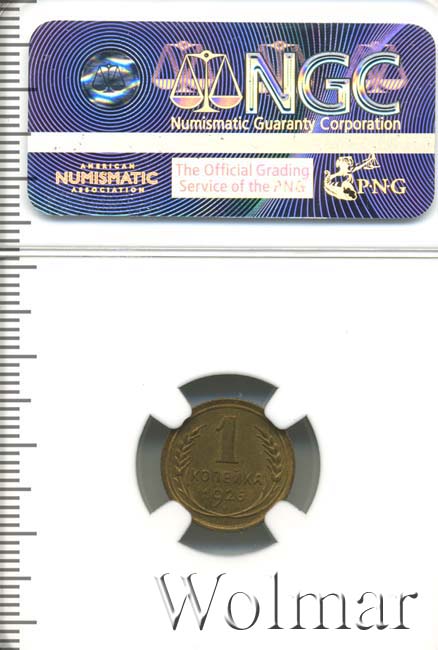 NGC
Numismatic Guaranty Corporation
AMERICAN
NUMISMATIC
ASSOCIATION
The Official Grading
Service of the PNG
PNG
1
КОПЕЙКА
Wolmar